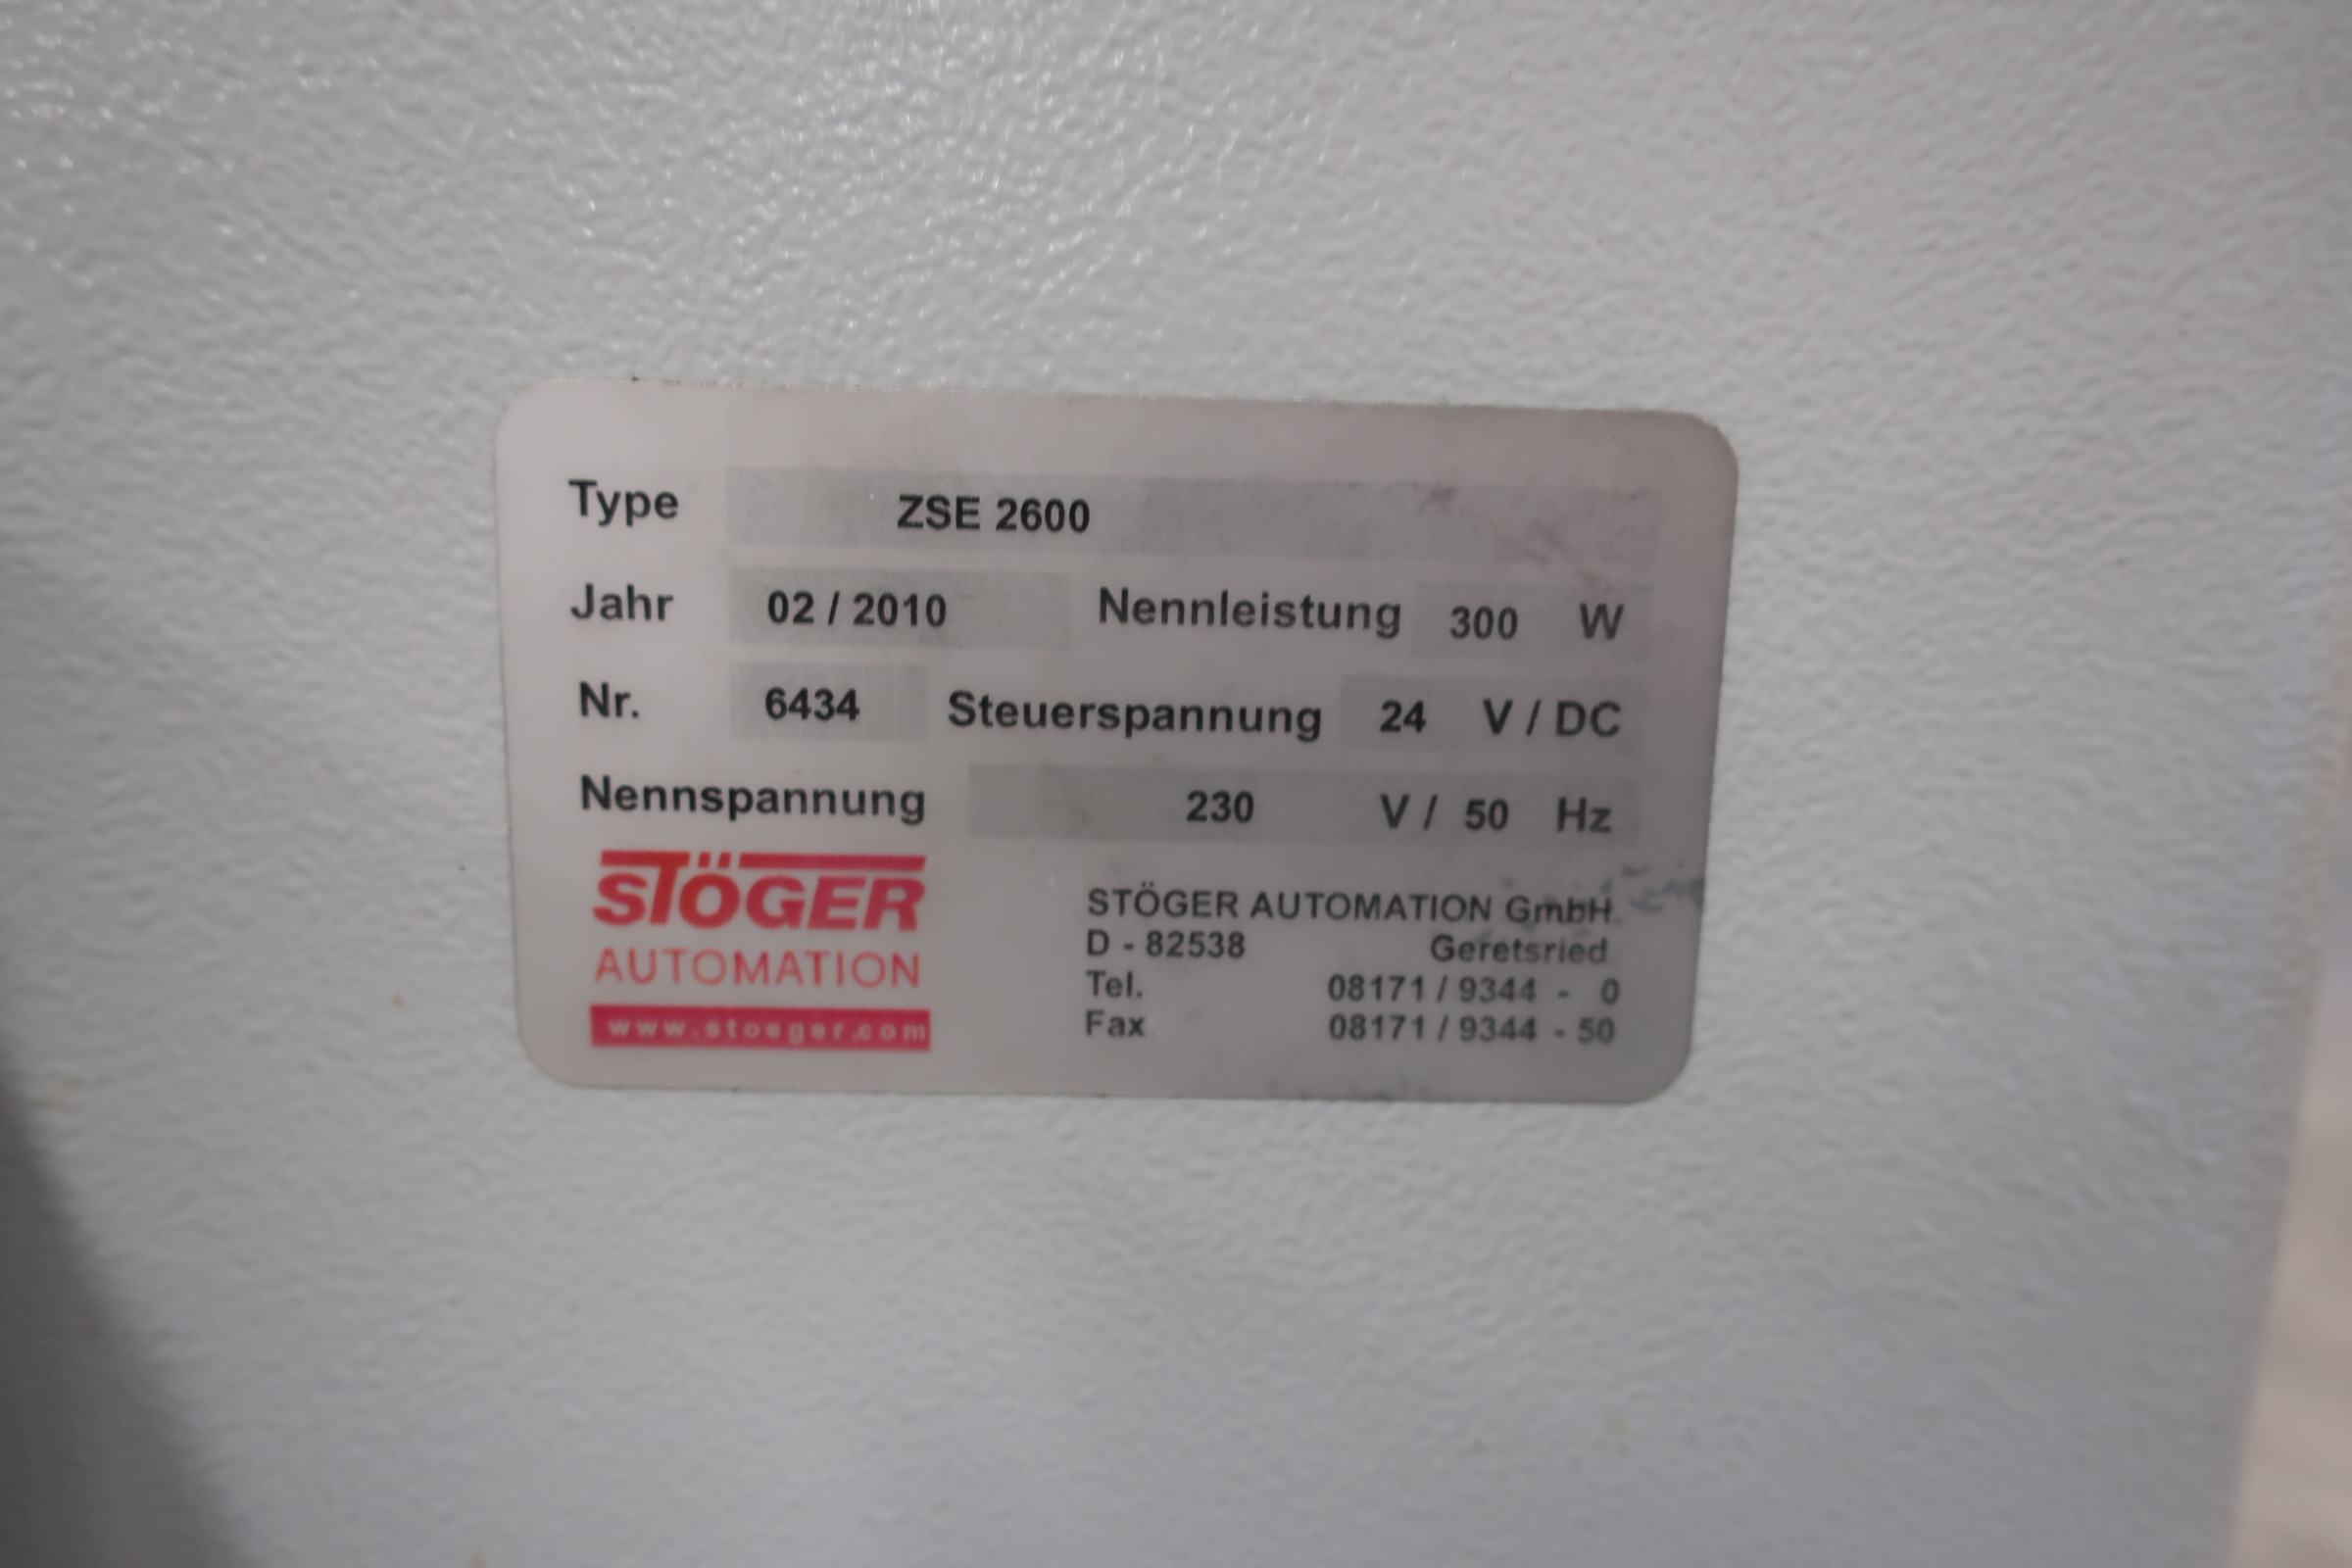 Type ZSE 2600
Jahr 02 / 2010 Nennleistung 300 W
Nr. 6434 Steuerspannung 24 V / DC
Nennspannung 230 V / 50 Hz
STÖGER
AUTOMATION
www.stoeger.com
STÖGER AUTOMATION GmbH
D - 82538 Geretsried
Tel. 08171 / 9344 - 0
Fax 08171 / 9344 - 50